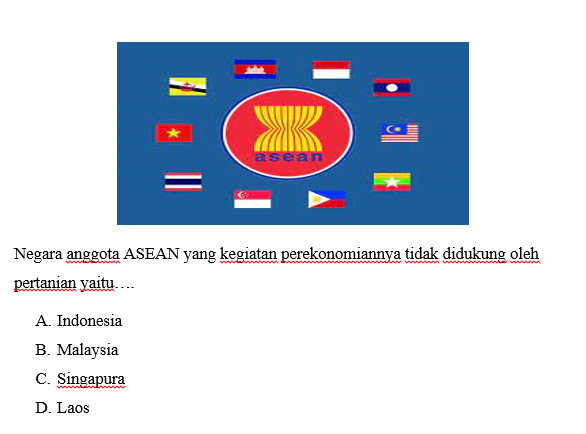 asean
Negara anggota ASEAN yang kegiatan perekonomiannya tidak didukung oleh
pertanian yaitu….
A. Indonesia
B. Malaysia
C. Singapura
D. Laos